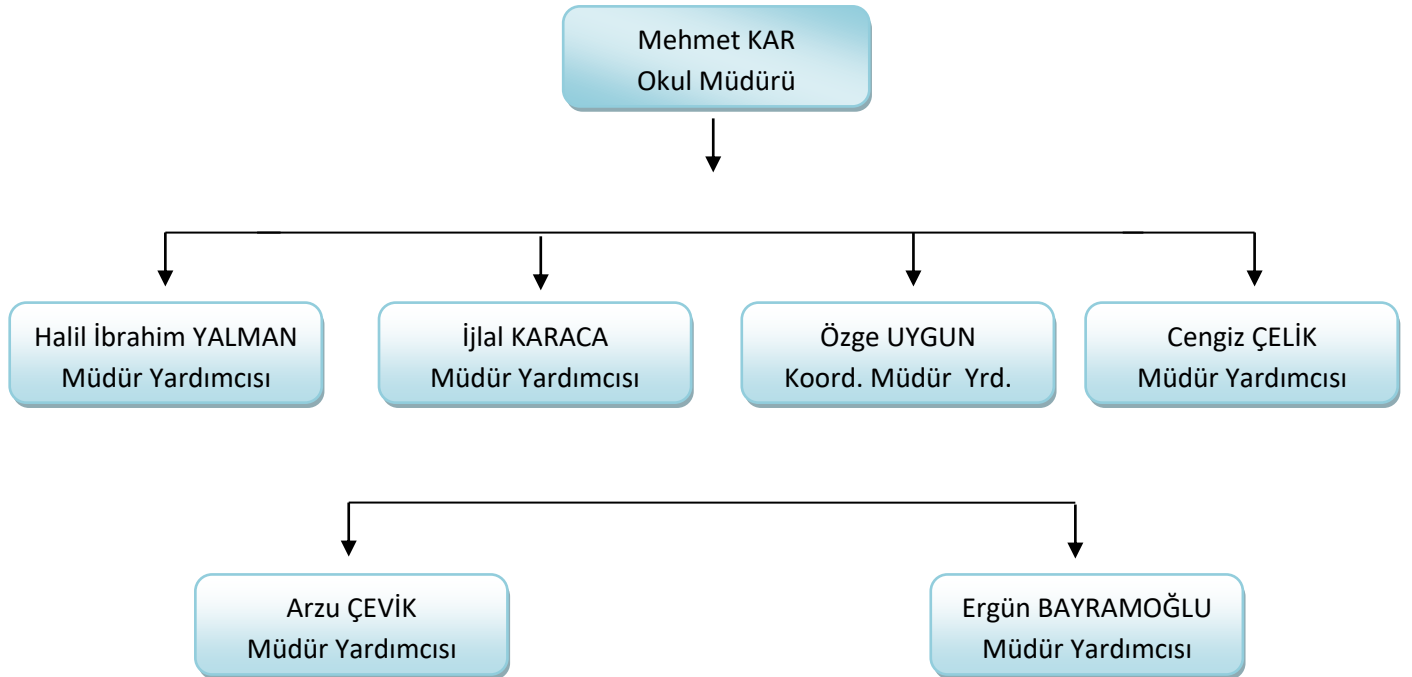 Mehmet KAR
Okul Müdürü
Halil İbrahim YALMAN
Müdür Yardımcısı
İjlal KARACA
Müdür Yardımcısı
Özge UYGUN
Koord. Müdür  Yrd.
Cengiz ÇELİK
Müdür Yardımcısı
Arzu ÇEVİK
Müdür Yardımcısı
Ergün BAYRAMOĞLU
Müdür Yardımcısı